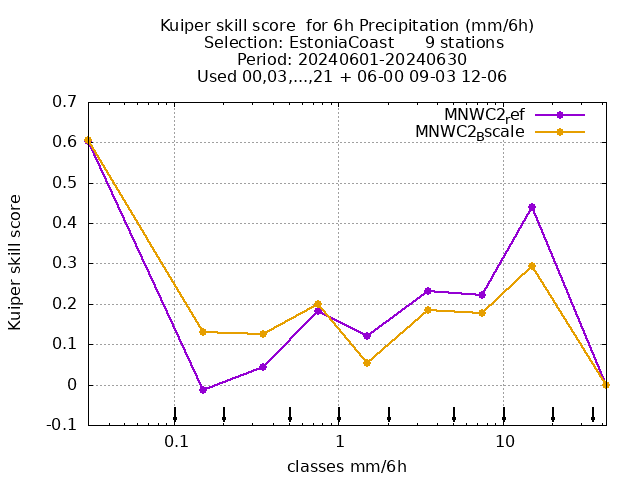 Kuiper skill score  for 6h Precipitation (mm/6h)
Selection: EstoniaCoast      9 stations
Period: 20240601-20240630
Used 00,03,...,21 + 06-00 09-03 12-06
MNWC2ref
MNWC2Bscale
0.7
0.6
0.5
0.4
0.3
0.2
0.1
0
-0.1
Kuiper skill score
0.1
1
10
classes mm/6h